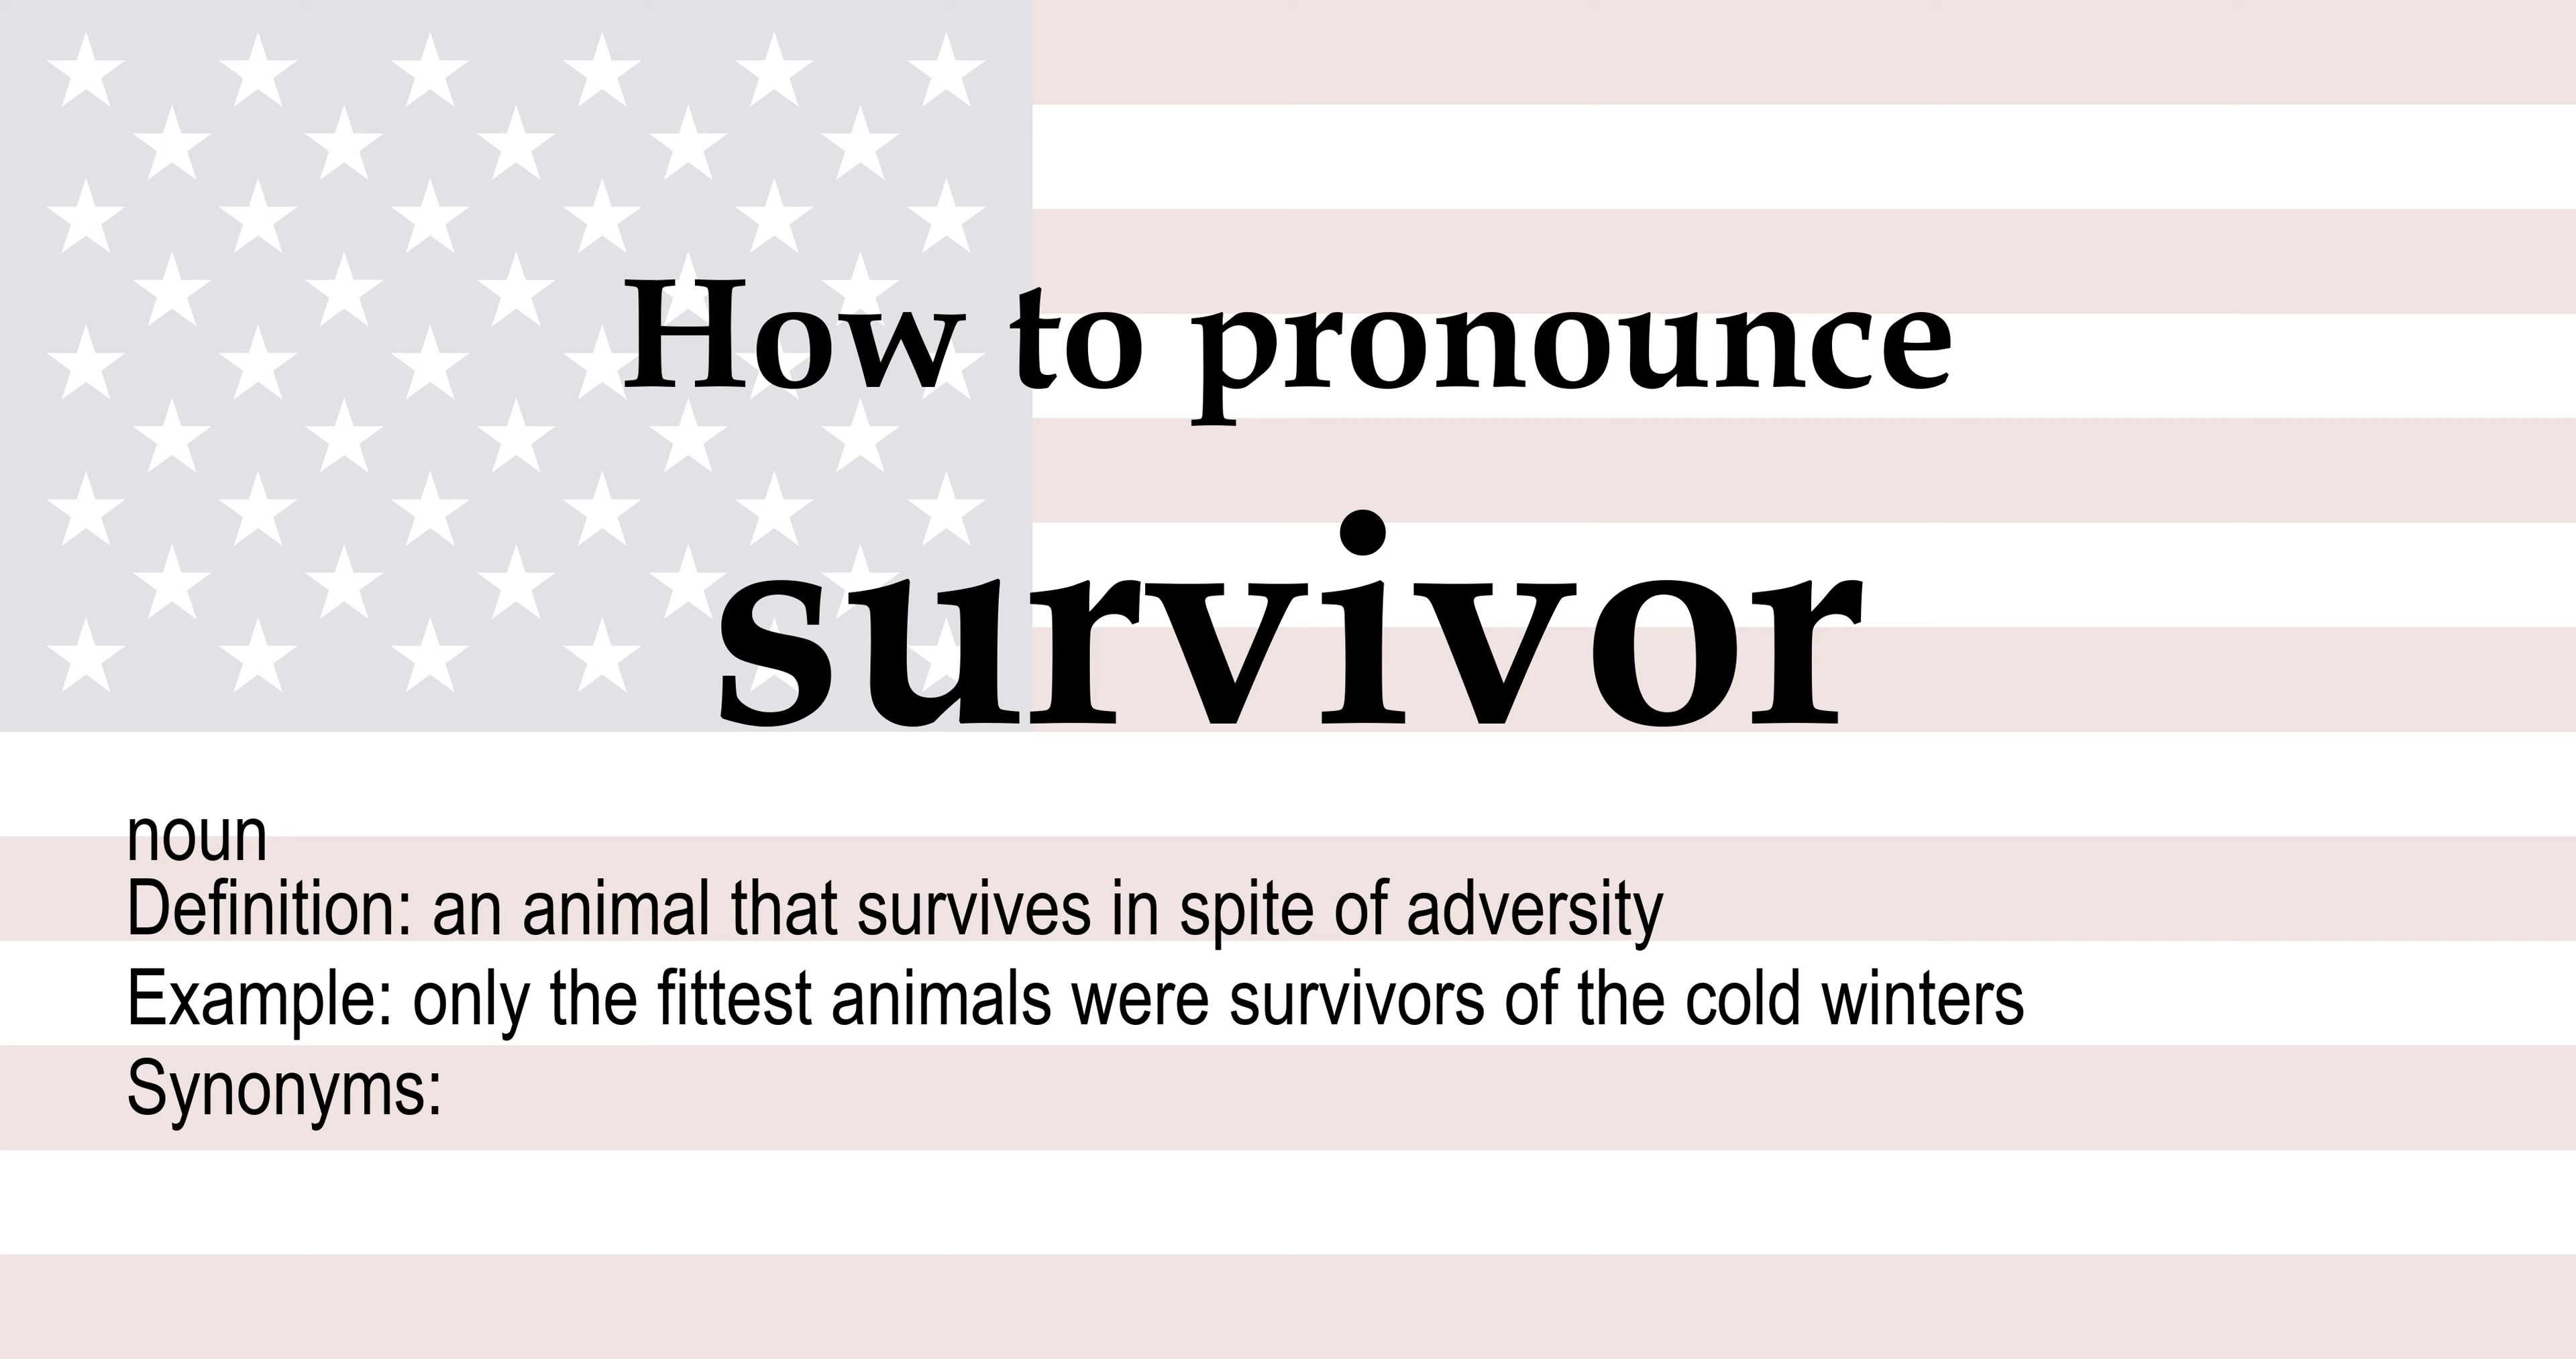 How to pronounce
survivor
noun
Definition: an animal that survives in spite of adversity
Example: only the fittest animals were survivors of the cold winters
Synonyms: